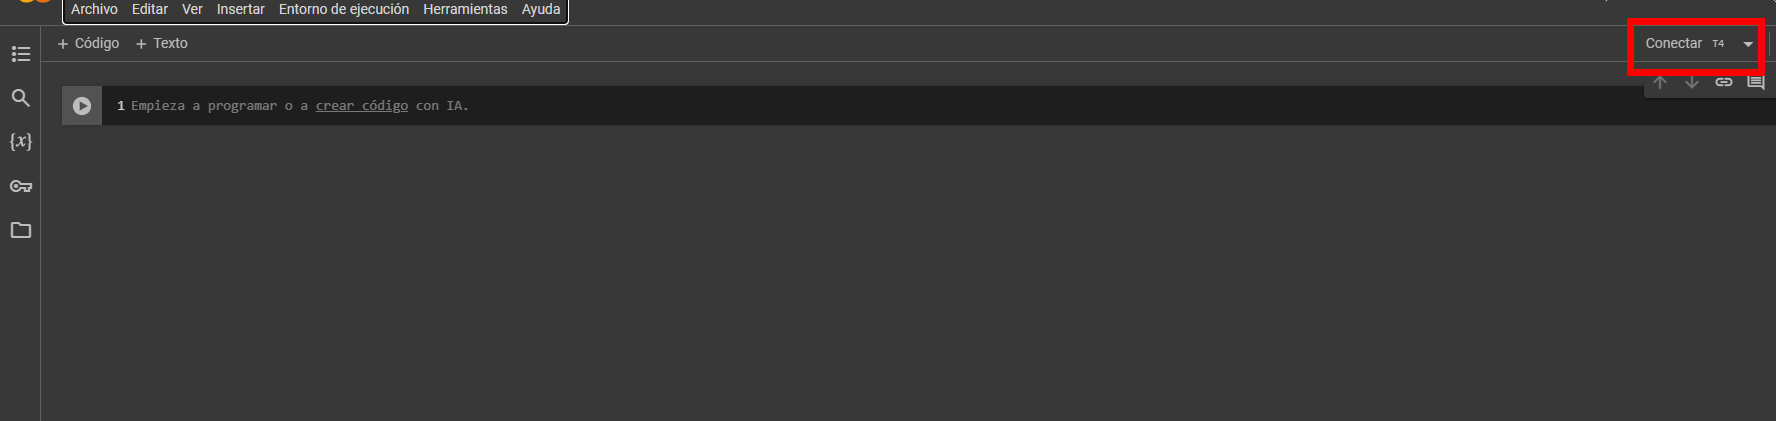 Archivo Editar Ver Insertar Entorno de ejecución Herramientas Ayuda
+ Código + Texto
Conectar T4
{x}
1 Empieza a programar o a crear código con IA.